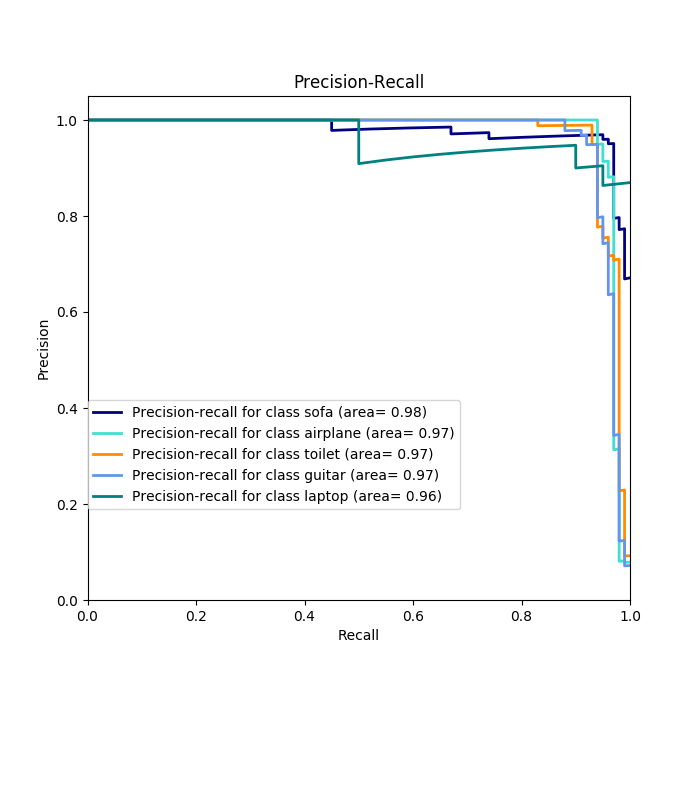 Precision-Recall
1.0
0.8
0.6
0.4
0.2
0.0
Precision
Precision-recall for class sofa (area= 0.98)
Precision-recall for class airplane (area= 0.97)
Precision-recall for class toilet (area= 0.97)
Precision-recall for class guitar (area= 0.97)
Precision-recall for class laptop (area= 0.96)
0.0 0.2 0.4 0.6 0.8 1.0
Recall